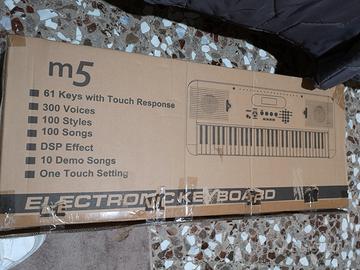 m5
61 Keys with Touch Response
300 Voices
100 Styles
100 Songs
DSP Effect
10 Demo Songs
One Touch Setting
ELECTRONIC KEYBOARD